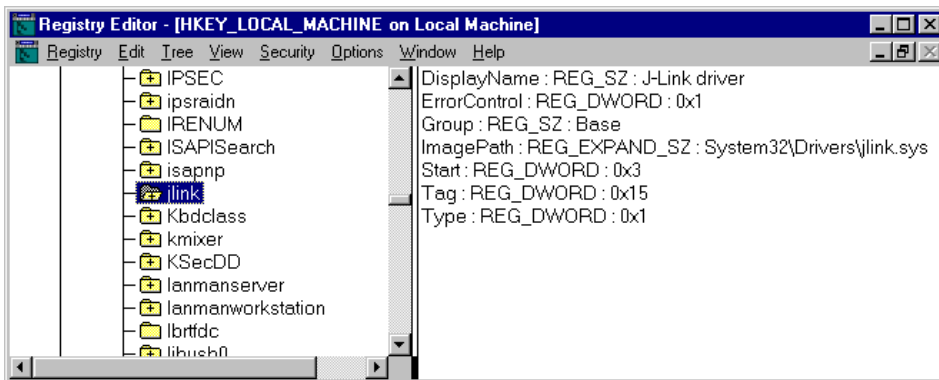 Registry Editor - [HKEY_LOCAL_MACHINE on Local Machine]
Registry Edit Tree View Security Options Window Help
IPSEC
ipsraidn
IRENUM
ISAPISearch
isapnp
jlink
Kbdclass
kmixer
KSecDD
lanmanserver
lanmanworkstation
lbrtfdc
libusb0
DisplayName : REG_SZ : J-Link driver
ErrorControl : REG_DWORD : 0x1
Group : REG_SZ : Base
ImagePath : REG_EXPAND_SZ : System32\Drivers\jlink.sys
Start : REG_DWORD : 0x3
Tag : REG_DWORD : 0x15
Type : REG_DWORD : 0x1